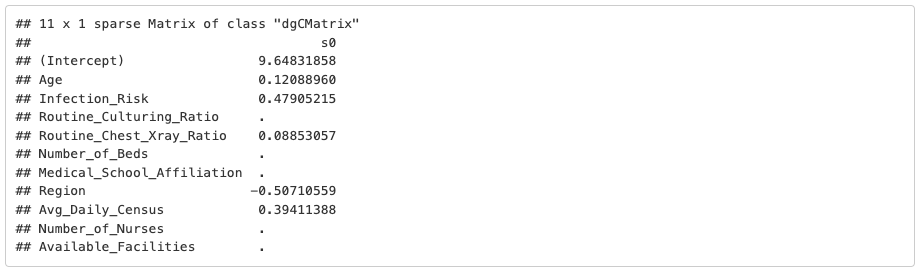 ## 11 x 1 sparse Matrix of class "dgCMatrix"
##                                     s0
## (Intercept)                 9.64831858
## Age                         0.12088960
## Infection_Risk              0.47905215
## Routine_Culturing_Ratio     .
## Routine_Chest_Xray_Ratio    0.08853057
## Number_of_Beds              .
## Medical_School_Affiliation  .
## Region                     -0.50710559
## Avg_Daily_Census            0.39411388
## Number_of_Nurses            .
## Available_Facilities        .